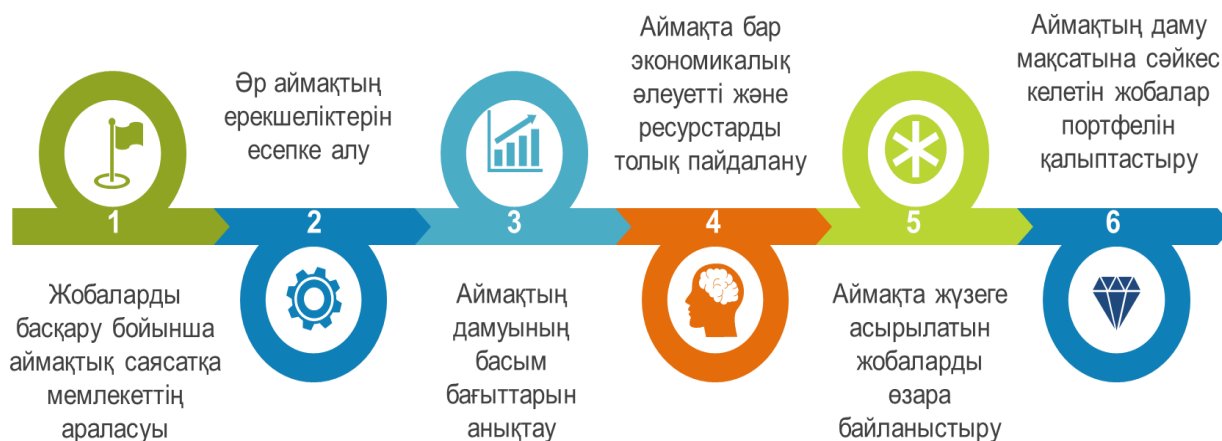 1
Жобаларды
басқару бойынша
аймақтық саясатқа
мемлекеттің
араласуы
2
Әр аймақтың
ерекшеліктерін
есепке алу
3
Аймақтың
дамуының
басым
бағыттарын
анықтау
4
Аймақта бар
экономикалық
әлеуетті және
ресурстарды
толық пайдалану
5
Аймақта жүзеге
асырылатын
жобаларды
өзара
байланыстыру
6
Аймақтың даму
мақсатына сәйкес
келетін жобалар
портфелін
қалыптастыру